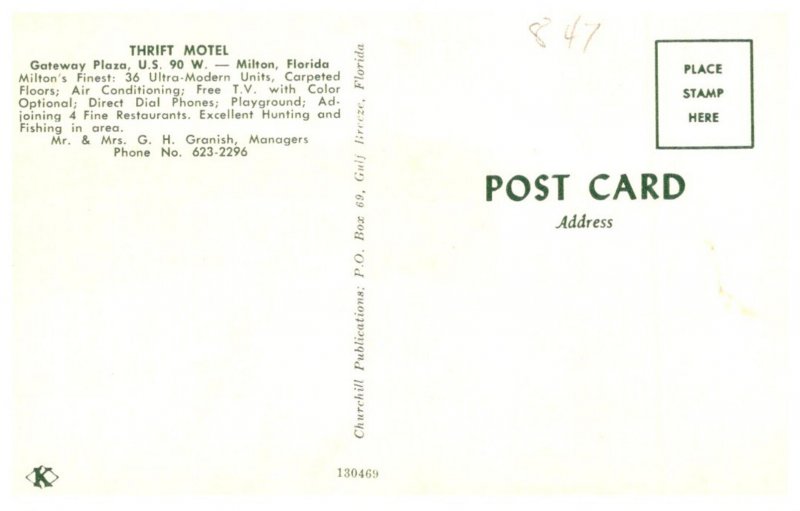 THRIFT MOTEL
Gateway Plaza, U.S. 90 W. — Milton, Florida
Milton's Finest: 36 Ultra-Modern Units, Carpeted
Floors; Air Conditioning; Free T.V. with Color
Optional; Direct Dial Phones; Playground; Ad-
joining 4 Fine Restaurants. Excellent Hunting and
Fishing in area.
Mr. & Mrs. G. H. Granish, Managers
Phone No. 623-2296
Churchill Publications; P.O. Box 69, Gulf Breeze, Florida
K
130469
847
PLACE
STAMP
HERE
POST CARD
Address